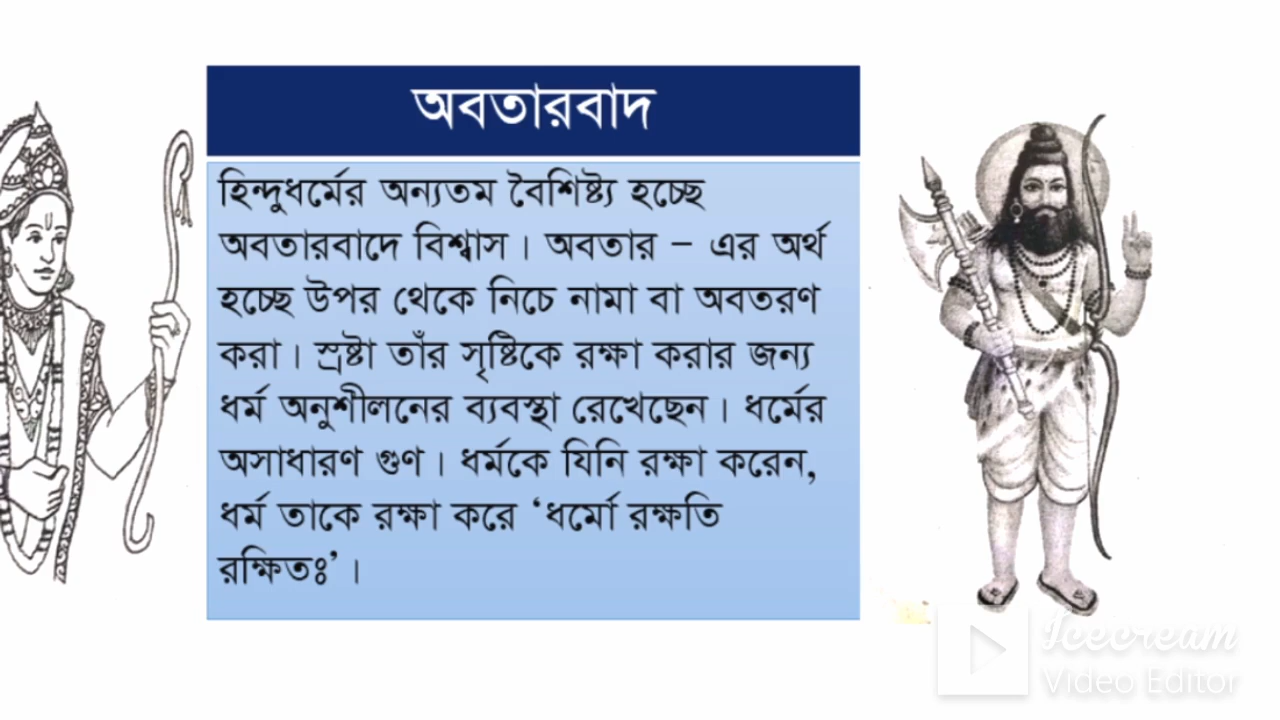 অবতারবাদ
হিন্দুধর্মের অন্যতম বৈশিষ্ট্য হচ্ছে
অবতারবাদে বিশ্বাস। অবতার – এর অর্থ
হচ্ছে উপর থেকে নিচে নামা বা অবতরণ
করা। স্রষ্টা তাঁর সৃষ্টিকে রক্ষা করার জন্য
ধর্ম অনুশীলনের ব্যবস্থা রেখেছেন। ধর্মের
অসাধারণ গুণ। ধর্মকে যিনি রক্ষা করেন,
ধর্ম তাকে রক্ষা করে ‘ধর্মো রক্ষতি
রক্ষিতঃ’।
Icecream
Video Editor